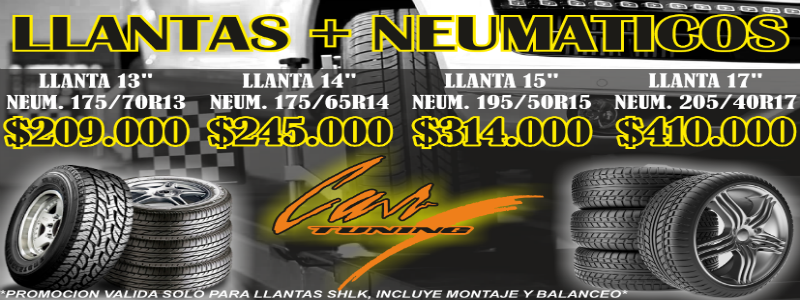 LLANTAS + NEUMATICOS
LLANTA 13" LLANTA 14" LLANTA 15" LLANTA 17"
NEUM. 175/70R13 NEUM. 175/65R14 NEUM. 195/50R15 NEUM. 205/40R17
$209.000 $245.000 $314.000 $410.000
Car
TUNING
*PROMOCION VALIDA SOLO PARA LLANTAS SHLK, INCLUYE MONTAJE Y BALANCEO*